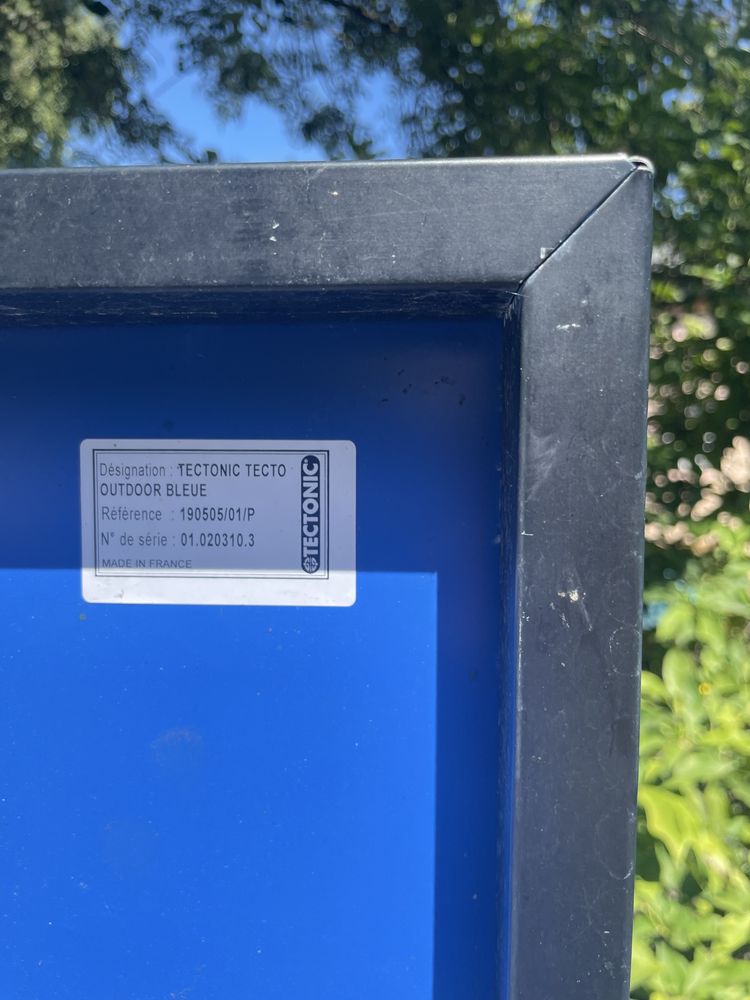 Désignation : TECTONIC TECTO
OUTDOOR BLEUE
Référence : 190505/01/P
N° de série : 01.020310.3
MADE IN FRANCE
TECTONIC